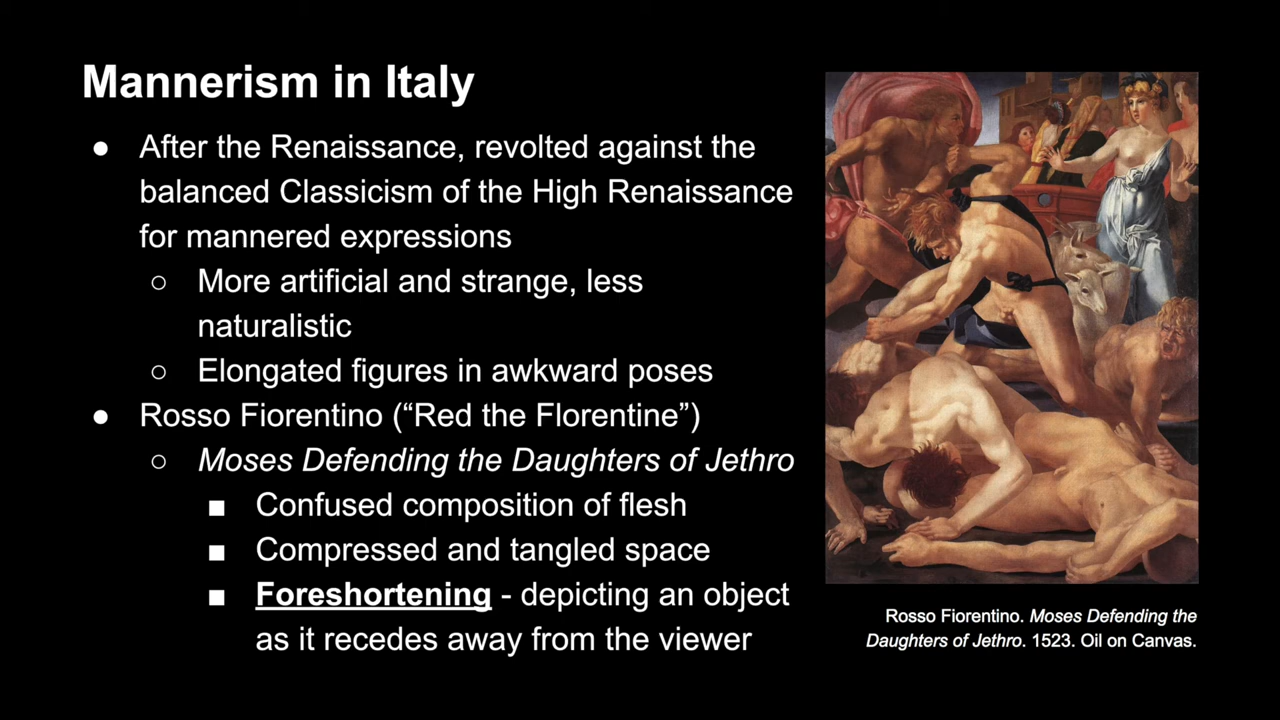 Mannerism in Italy
● After the Renaissance, revolted against the
balanced Classicism of the High Renaissance
for mannered expressions
○ More artificial and strange, less
naturalistic
○ Elongated figures in awkward poses
● Rosso Fiorentino (“Red the Florentine”)
○ Moses Defending the Daughters of Jethro
■ Confused composition of flesh
■ Compressed and tangled space
■ Foreshortening - depicting an object
as it recedes away from the viewer
Rosso Fiorentino. Moses Defending the
Daughters of Jethro. 1523. Oil on Canvas.